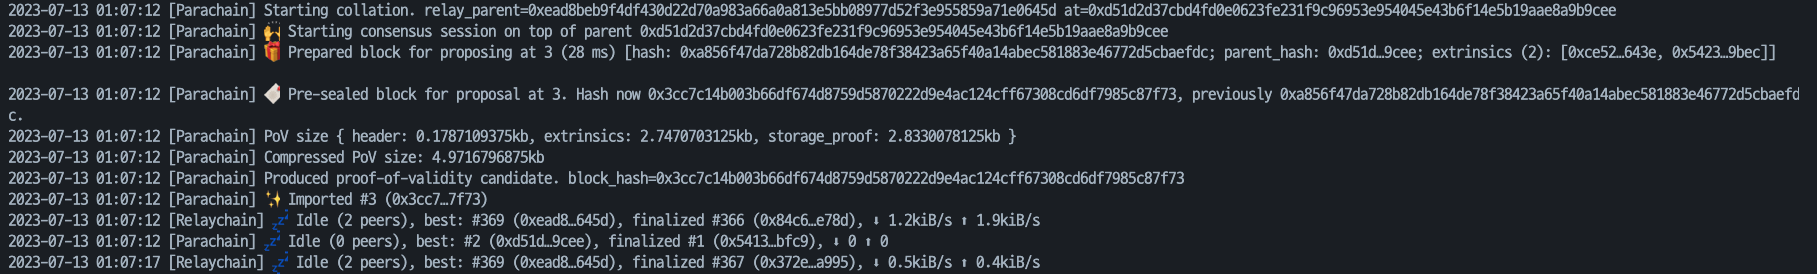 2023-07-13 01:07:12 [Parachain] Starting collation. relay_parent=0xead8beb9f4df430d22d70a983a66a0a813e5bb08977d52f3e955859a71e0645d at=0xd51d2d37cbd4fd0e0623fe231f9c96953e954045e43b6f14e5b19aae8a9b9cee
2023-07-13 01:07:12 [Parachain] 🙌 Starting consensus session on top of parent 0xd51d2d37cbd4fd0e0623fe231f9c96953e954045e43b6f14e5b19aae8a9b9cee
2023-07-13 01:07:12 [Parachain] 🎁 Prepared block for proposing at 3 (28 ms) [hash: 0xa856f47da728b82db164de78f38423a65f40a14abec581883e46772d5cbaefdc; parent_hash: 0xd51d…9cee; extrinsics (2): [0xce52…643e, 0x5423…9bec]]
2023-07-13 01:07:12 [Parachain] 🔖 Pre-sealed block for proposal at 3. Hash now 0x3cc7c14b003b66df674d8759d5870222d9e4ac124cff67308cd6df7985c87f73, previously 0xa856f47da728b82db164de78f38423a65f40a14abec581883e46772d5cbaefd
c.
2023-07-13 01:07:12 [Parachain] PoV size { header: 0.1787109375kb, extrinsics: 2.7470703125kb, storage_proof: 2.8330078125kb }
2023-07-13 01:07:12 [Parachain] Compressed PoV size: 4.9716796875kb
2023-07-13 01:07:12 [Parachain] Produced proof-of-validity candidate. block_hash=0x3cc7c14b003b66df674d8759d5870222d9e4ac124cff67308cd6df7985c87f73
2023-07-13 01:07:12 [Parachain] ✨ Imported #3 (0x3cc7…7f73)
2023-07-13 01:07:12 [Relaychain] 💤 Idle (2 peers), best: #369 (0xead8…645d), finalized #366 (0x84c6…e78d), ⬇ 1.2kiB/s ⬆ 1.9kiB/s
2023-07-13 01:07:12 [Parachain] 💤 Idle (0 peers), best: #2 (0xd51d…9cee), finalized #1 (0x5413…bfc9), ⬇ 0 ⬆ 0
2023-07-13 01:07:17 [Relaychain] 💤 Idle (2 peers), best: #369 (0xead8…645d), finalized #367 (0x372e…a995), ⬇ 0.5kiB/s ⬆ 0.4kiB/s